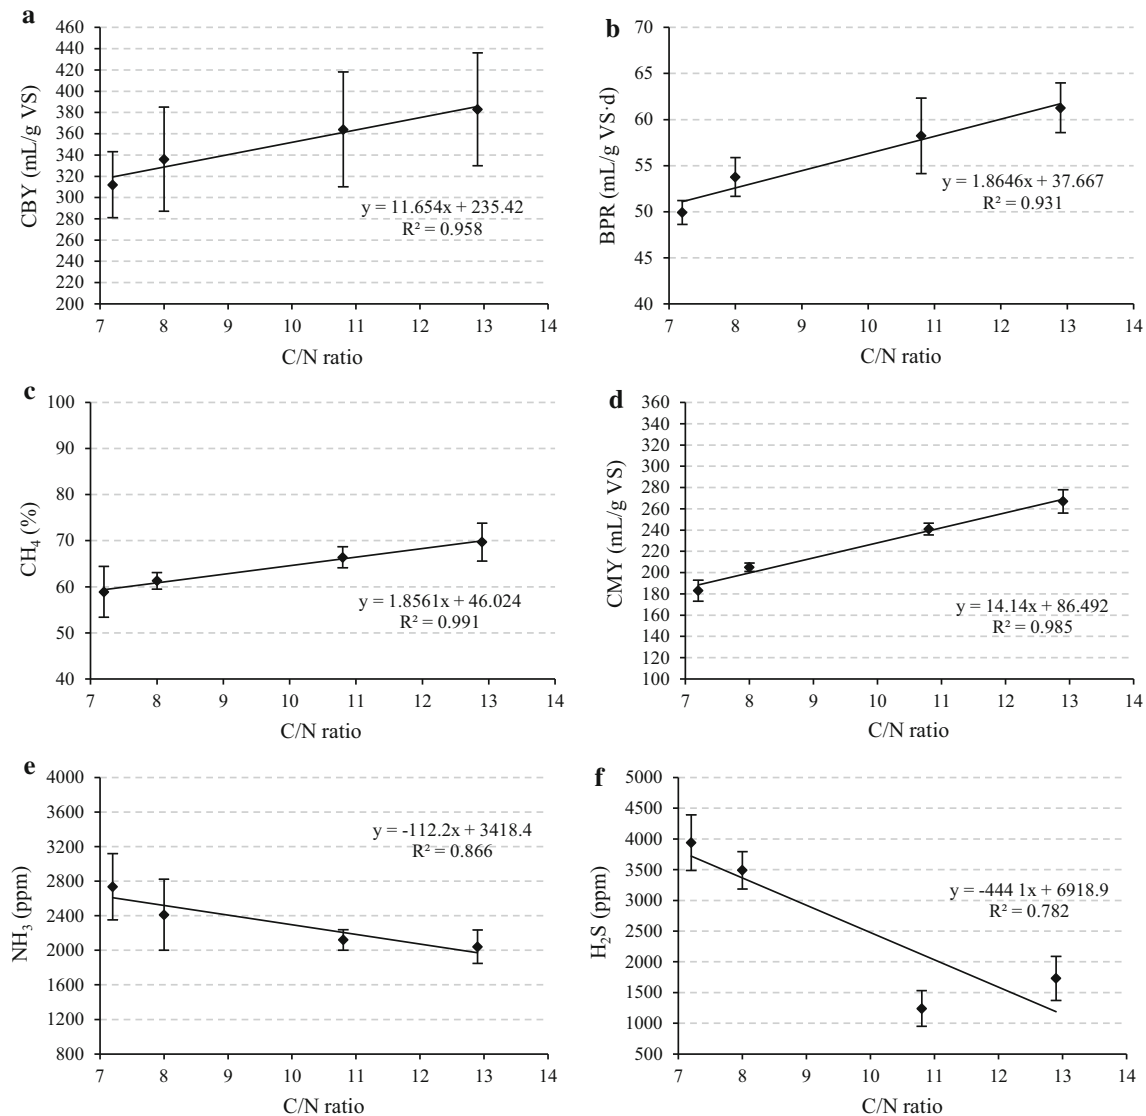 a
460
440
420
400
380
360
340
320
300
280
260
240
220
200
CBY (mL/g VS)
y = 11.654x + 235.42
R² = 0.958
7 8 9 10 11 12 13 14
C/N ratio
b
70
65
60
55
50
45
40
BPR (mL/g VS·d)
y = 1.8646x + 37.667
R² = 0.931
7 8 9 10 11 12 13 14
C/N ratio
c
100
90
80
70
60
50
40
CH₄ (%)
y = 1.8561x + 46.024
R² = 0.991
7 8 9 10 11 12 13 14
C/N ratio
d
360
340
320
300
280
260
240
220
200
180
160
140
120
100
CMY (mL/g VS)
y = 14.14x + 86.492
R² = 0.985
7 8 9 10 11 12 13 14
C/N ratio
e
4000
3600
3200
2800
2400
2000
1600
1200
800
NH₃ (ppm)
y = -112.2x + 3418.4
R² = 0.866
7 8 9 10 11 12 13 14
C/N ratio
f
5000
4500
4000
3500
3000
2500
2000
1500
1000
500
H₂S (ppm)
y = -444 1x + 6918.9
R² = 0.782
7 8 9 10 11 12 13 14
C/N ratio